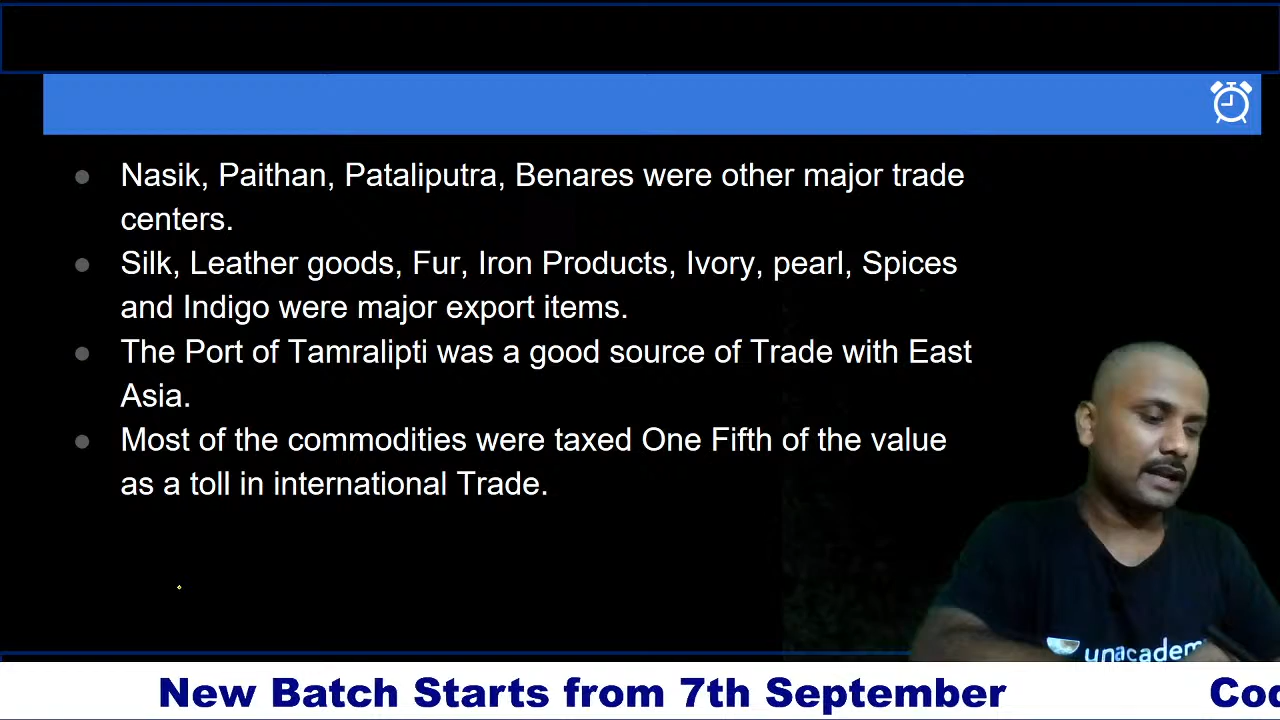 Nasik, Paithan, Pataliputra, Benares were other major trade
centers.
Silk, Leather goods, Fur, Iron Products, Ivory, pearl, Spices
and Indigo were major export items.
The Port of Tamralipti was a good source of Trade with East
Asia.
Most of the commodities were taxed One Fifth of the value
as a toll in international Trade.
unacadem
New Batch Starts from 7th September